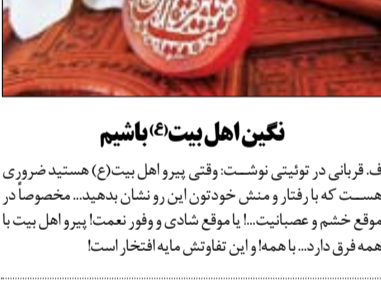 نگین اهل بیت(ع) باشیم
ف. قربانی در توئیتی نوشت: وقتی پیرو اهل بیت(ع) هستید ضروری
هست که با رفتار و منش خودتون این رو نشان بدهید... مخصوصاً در
موقع خشم و عصبانیت...! یا موقع شادی و وفور نعمت! پیرو اهل بیت با
همه فرق دارد... با همه! و این تفاوتش مایه افتخار است!